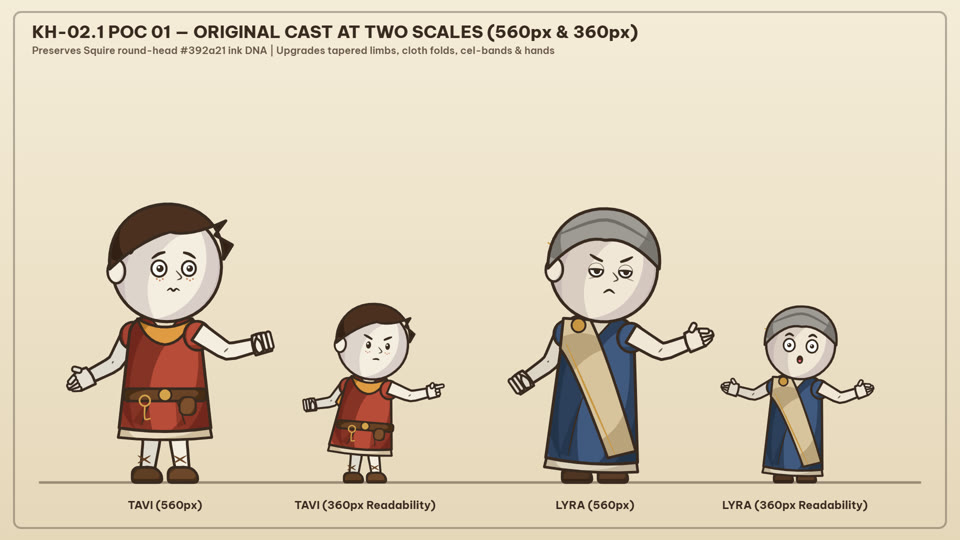 KH-02.1 POC 01 — ORIGINAL CAST AT TWO SCALES (560px & 360px)
Preserves Squire round-head #392a21 ink DNA | Upgrades tapered limbs, cloth folds, cel-bands & hands
TAVI (560px)
TAVI (360px Readability)
LYRA (560px)
LYRA (360px Readability)